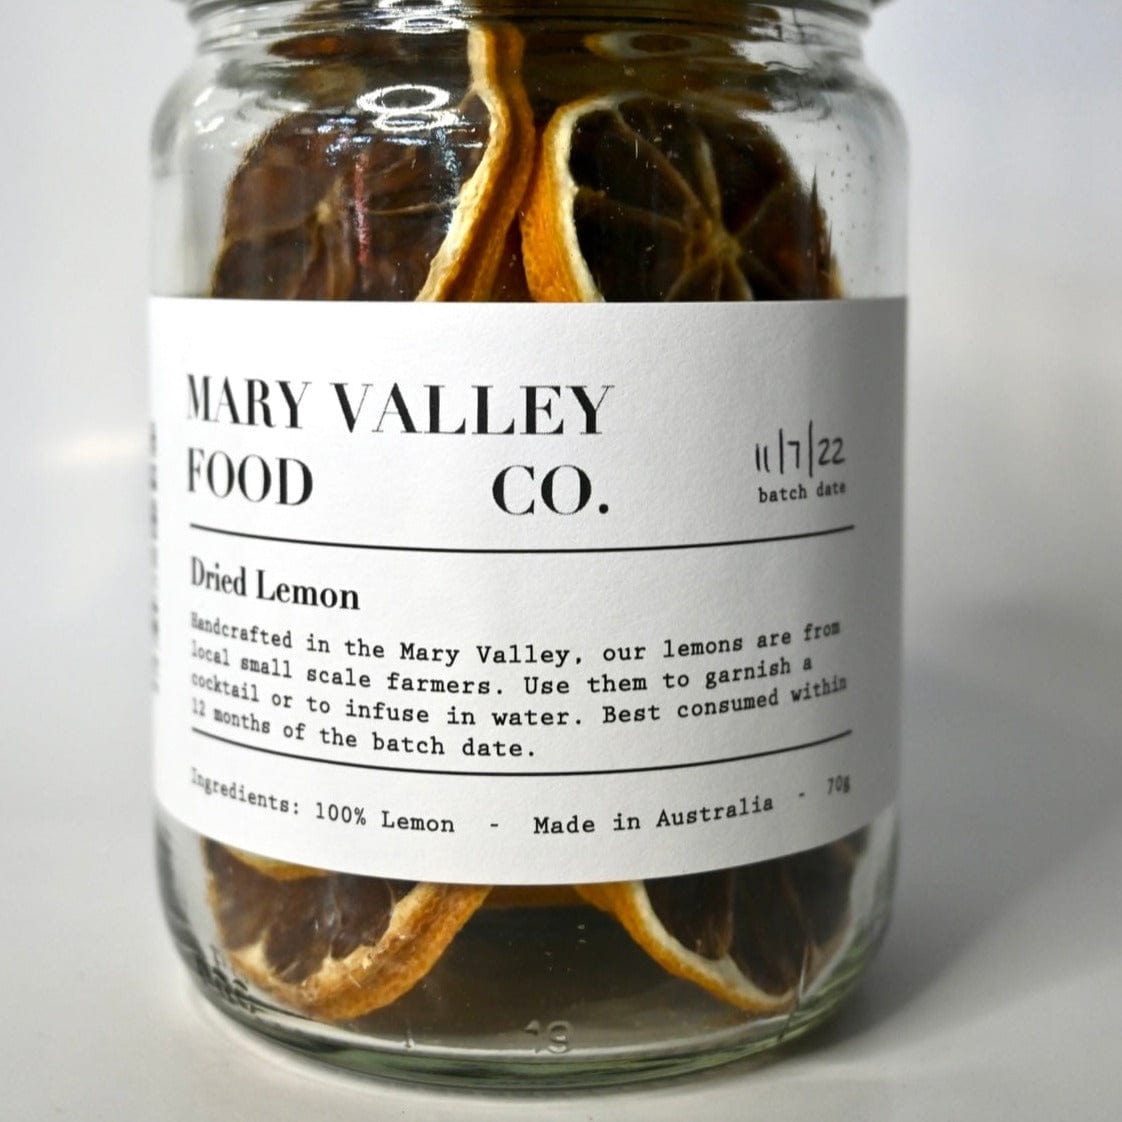 MARY VALLEY
FOOD CO.
11/7/22
batch date
Dried Lemon
Handcrafted in the Mary Valley, our lemons are from
local small scale farmers. Use them to garnish a
cocktail or to infuse in water. Best consumed within
12 months of the batch date.
Ingredients: 100% Lemon - Made in Australia - 70g
19